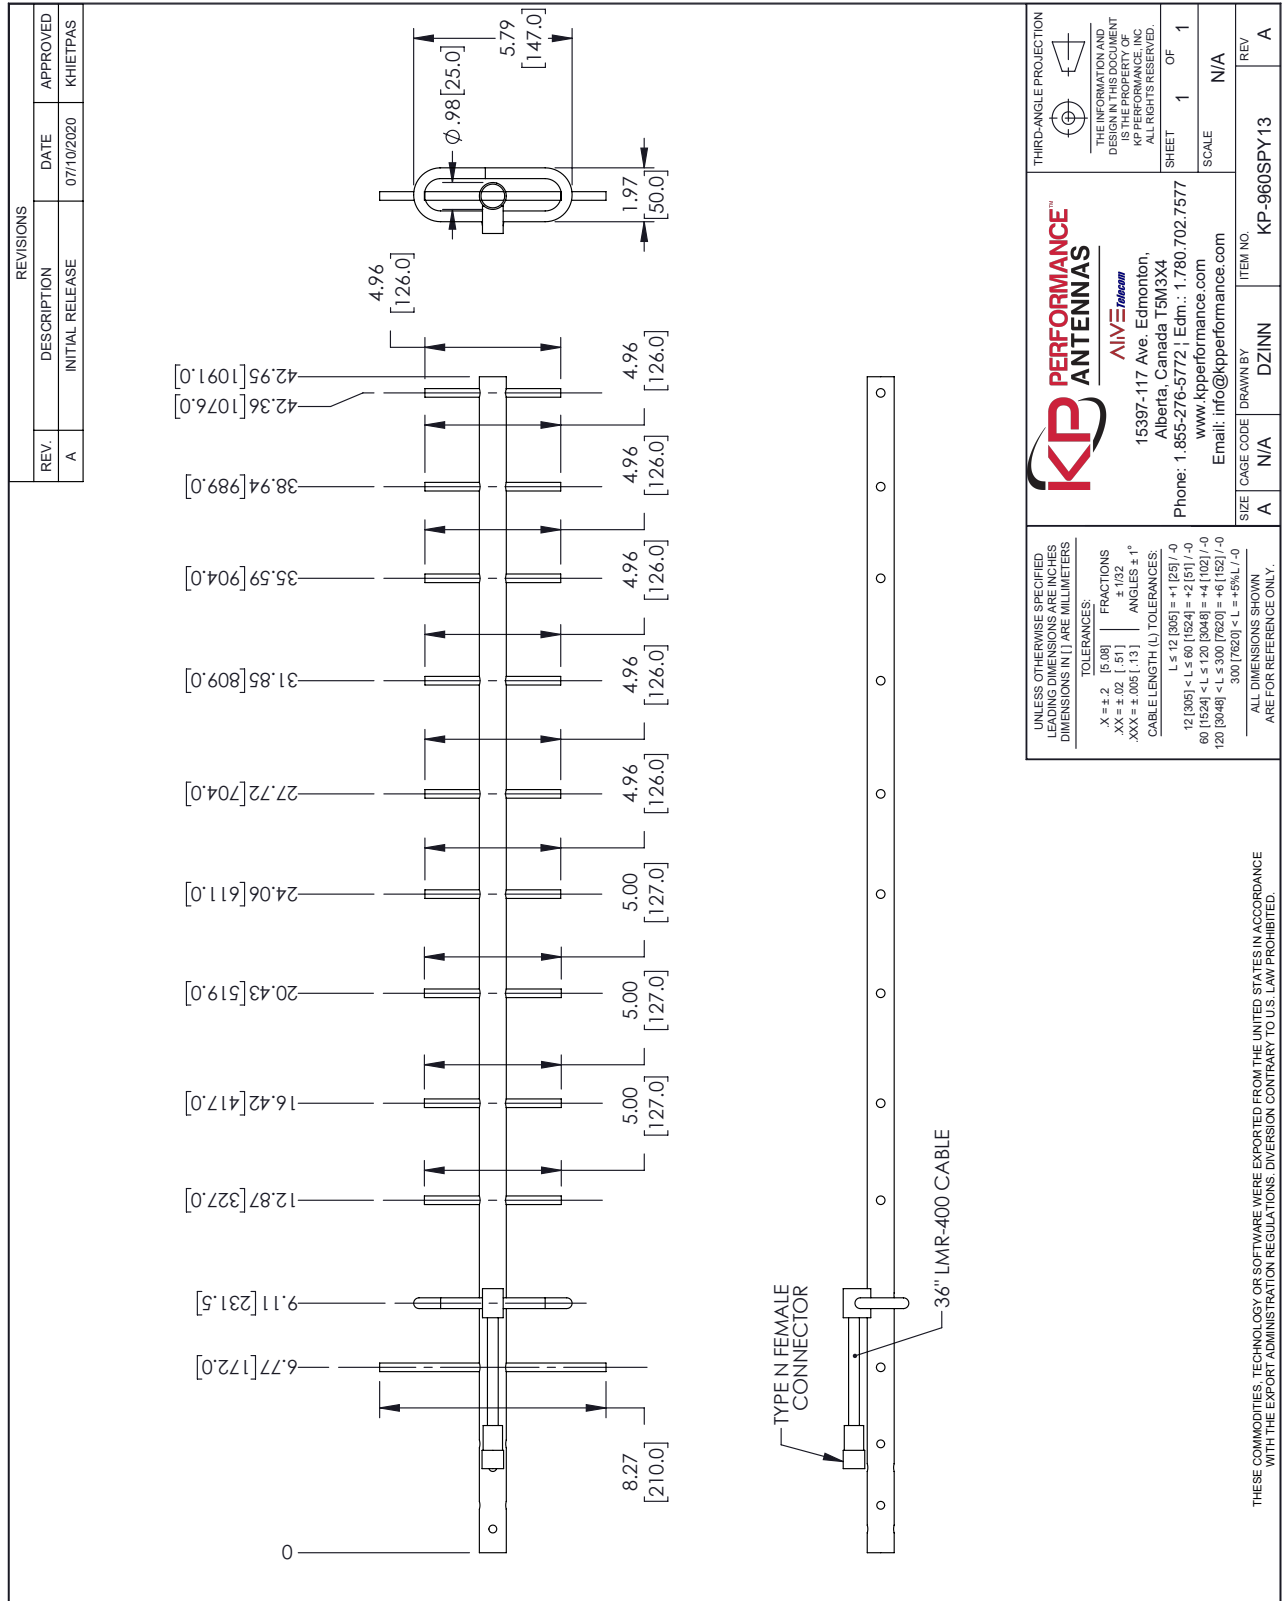 REVISIONS
REV. DESCRIPTION DATE APPROVED
A INITIAL RELEASE 07/10/2020 KHIETPAS
0
6.77[172.0]
9.11[231.5]
12.87[327.0]
16.42[417.0]
20.43[519.0]
24.06[611.0]
27.72[704.0]
31.85[809.0]
35.59[904.0]
38.94[989.0]
42.36[1076.0]
42.95[1091.0]
8.27
[210.0]
5.00
[127.0]
5.00
[127.0]
5.00
[127.0]
4.96
[126.0]
4.96
[126.0]
4.96
[126.0]
4.96
[126.0]
4.96
[126.0]
4.96
[126.0]
Ø.98[25.0]
5.79
[147.0]
1.97
[50.0]
TYPE N FEMALE
CONNECTOR
36" LMR-400 CABLE
UNLESS OTHERWISE SPECIFIED
LEADING DIMENSIONS ARE INCHES
DIMENSIONS IN [ ] ARE MILLIMETERS
TOLERANCES:
.X = ±.2 [5.08] FRACTIONS
.XX = ±.02 [.51] ± 1/32
.XXX = ±.005 [.13] ANGLES ± 1°
CABLE LENGTH (L) TOLERANCES:
L ≤ 12 [305] = +1 [25] / -0
12 [305] < L ≤ 60 [1524] = +2 [51] / -0
60 [1524] < L ≤ 120 [3048] = +4 [102] / -0
120 [3048] < L ≤ 300 [7620] = +6 [152] / -0
300 [7620] < L = +5%L / -0
ALL DIMENSIONS SHOWN
ARE FOR REFERENCE ONLY.
KP PERFORMANCE™
ANTENNAS
ALIVE Telecom
15397-117 Ave. Edmonton,
Alberta, Canada T5M3X4
Phone: 1.855-276-5772 | Edm.: 1.780.702.7577
www.kpperformance.com
Email: info@kpperformance.com
THIRD-ANGLE PROJECTION
THE INFORMATION AND
DESIGN IN THIS DOCUMENT
IS THE PROPERTY OF
KP PERFORMANCE, INC
ALL RIGHTS RESERVED.
SHEET 1 OF 1
SCALE N/A
SIZE A
CAGE CODE N/A
DRAWN BY DZINN
ITEM NO. KP-960SPY13
REV A
THESE COMMODITIES, TECHNOLOGY OR SOFTWARE WERE EXPORTED FROM THE UNITED STATES IN ACCORDANCE
WITH THE EXPORT ADMINISTRATION REGULATIONS. DIVERSION CONTRARY TO U.S. LAW PROHIBITED.